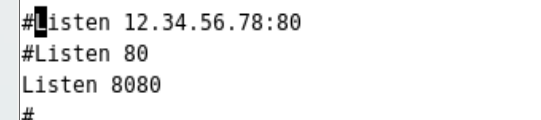 #Listen 12.34.56.78:80
#Listen 80
Listen 8080
#